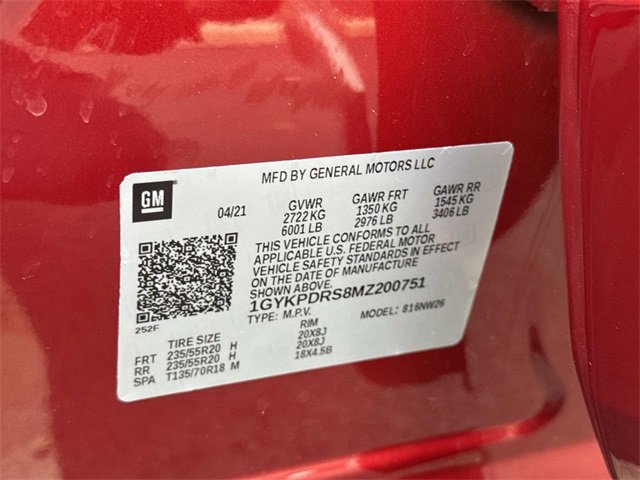 MFD BY GENERAL MOTORS LLC
GM
04/21 GVWR GAWR FRT GAWR RR
2722 KG 1350 KG 1545 KG
6001 LB 2976 LB 3406 LB
THIS VEHICLE CONFORMS TO ALL
APPLICABLE U.S. FEDERAL MOTOR
VEHICLE SAFETY STANDARDS IN EFFECT
ON THE DATE OF MANUFACTURE
SHOWN ABOVE.
1GYKPDRS8MZ200751
TYPE: M.P.V. MODEL: 816NW26
252F
TIRE SIZE RIM
FRT 235/55R20 H 20X8J
RR 235/55R20 H 20X8J
SPA T135/70R18 M 18X4.5B